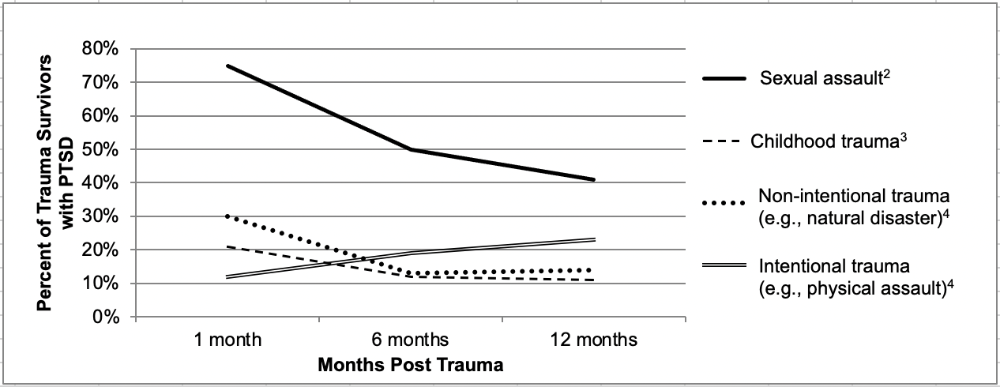 Percent of Trauma Survivors
with PTSD
80%
70%
60%
50%
40%
30%
20%
10%
0%
1 month
6 months
12 months
Months Post Trauma
Sexual assault²
Childhood trauma³
Non-intentional trauma
(e.g., natural disaster)⁴
Intentional trauma
(e.g., physical assault)⁴